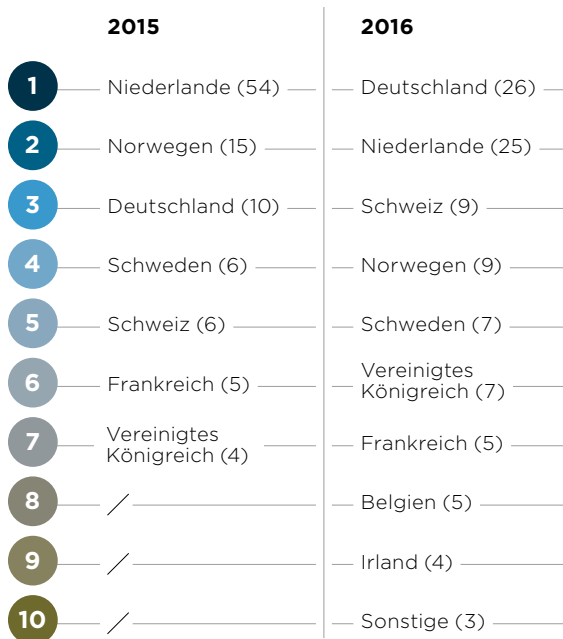 2015 2016
1 Niederlande (54) Deutschland (26)
2 Norwegen (15) Niederlande (25)
3 Deutschland (10) Schweiz (9)
4 Schweden (6) Norwegen (9)
5 Schweiz (6) Schweden (7)
6 Frankreich (5) Vereinigtes
Königreich (7)
7 Vereinigtes
Königreich (4) Frankreich (5)
8 / Belgien (5)
9 / Irland (4)
10 / Sonstige (3)